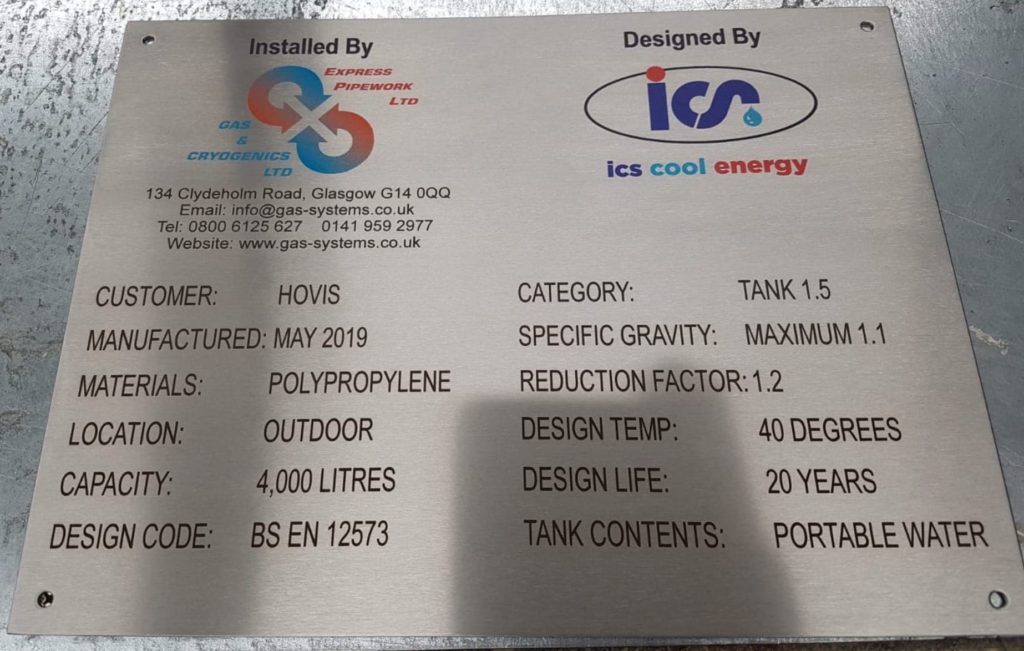 Installed By
EXPRESS
PIPEWORK
LTD
GAS
&
CRYOGENICS
LTD
134 Clydeholm Road, Glasgow G14 0QQ
Email: info@gas-systems.co.uk
Tel: 0800 6125 627 0141 959 2977
Website: www.gas-systems.co.uk
Designed By
ics
ics cool energy
CUSTOMER: HOVIS
MANUFACTURED: MAY 2019
MATERIALS: POLYPROPYLENE
LOCATION: OUTDOOR
CAPACITY: 4,000 LITRES
DESIGN CODE: BS EN 12573
CATEGORY: TANK 1.5
SPECIFIC GRAVITY: MAXIMUM 1.1
REDUCTION FACTOR: 1.2
DESIGN TEMP: 40 DEGREES
DESIGN LIFE: 20 YEARS
TANK CONTENTS: PORTABLE WATER